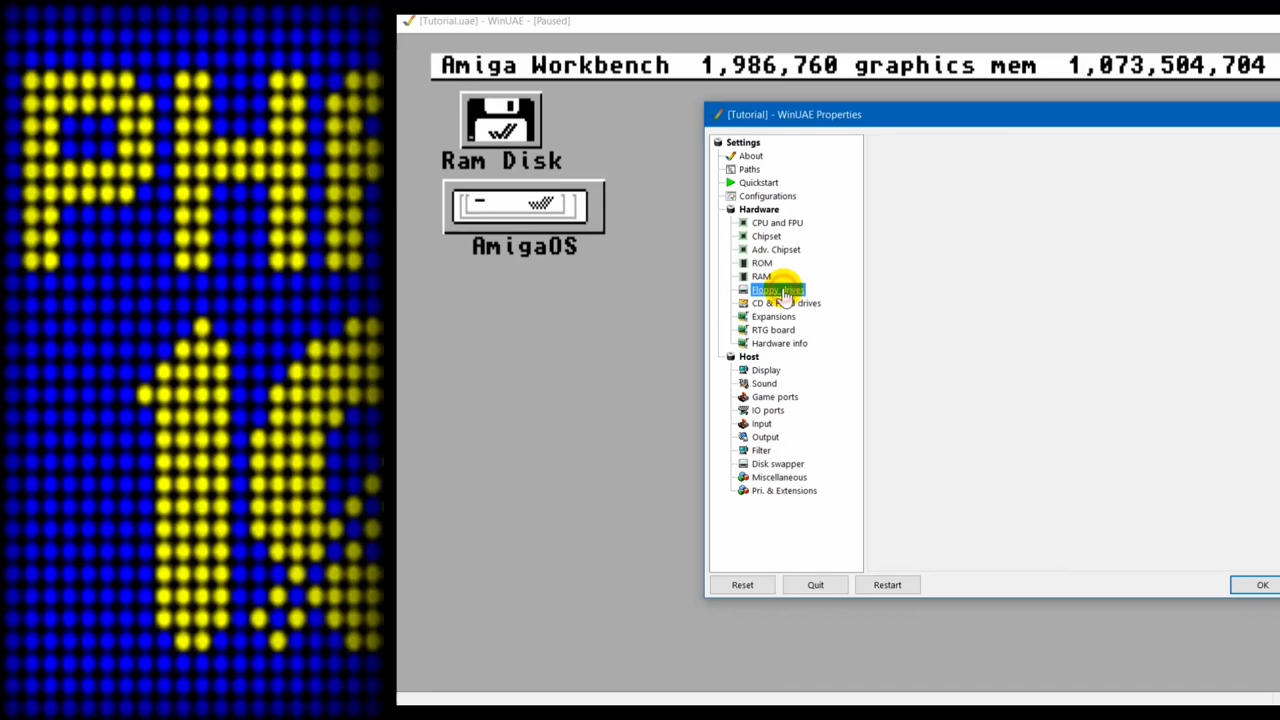 [Tutorial.uae] - WinUAE - [Paused]
Amiga Workbench 1,986,760 graphics mem 1,073,504,704
Ram Disk
AmigaOS
[Tutorial] - WinUAE Properties
Settings
About
Paths
Quickstart
Configurations
Hardware
CPU and FPU
Chipset
Adv. Chipset
ROM
RAM
Floppy drives
CD & drives
Expansions
RTG board
Hardware info
Host
Display
Sound
Game ports
IO ports
Input
Output
Filter
Disk swapper
Miscellaneous
Pri. & Extensions
Reset Quit Restart OK